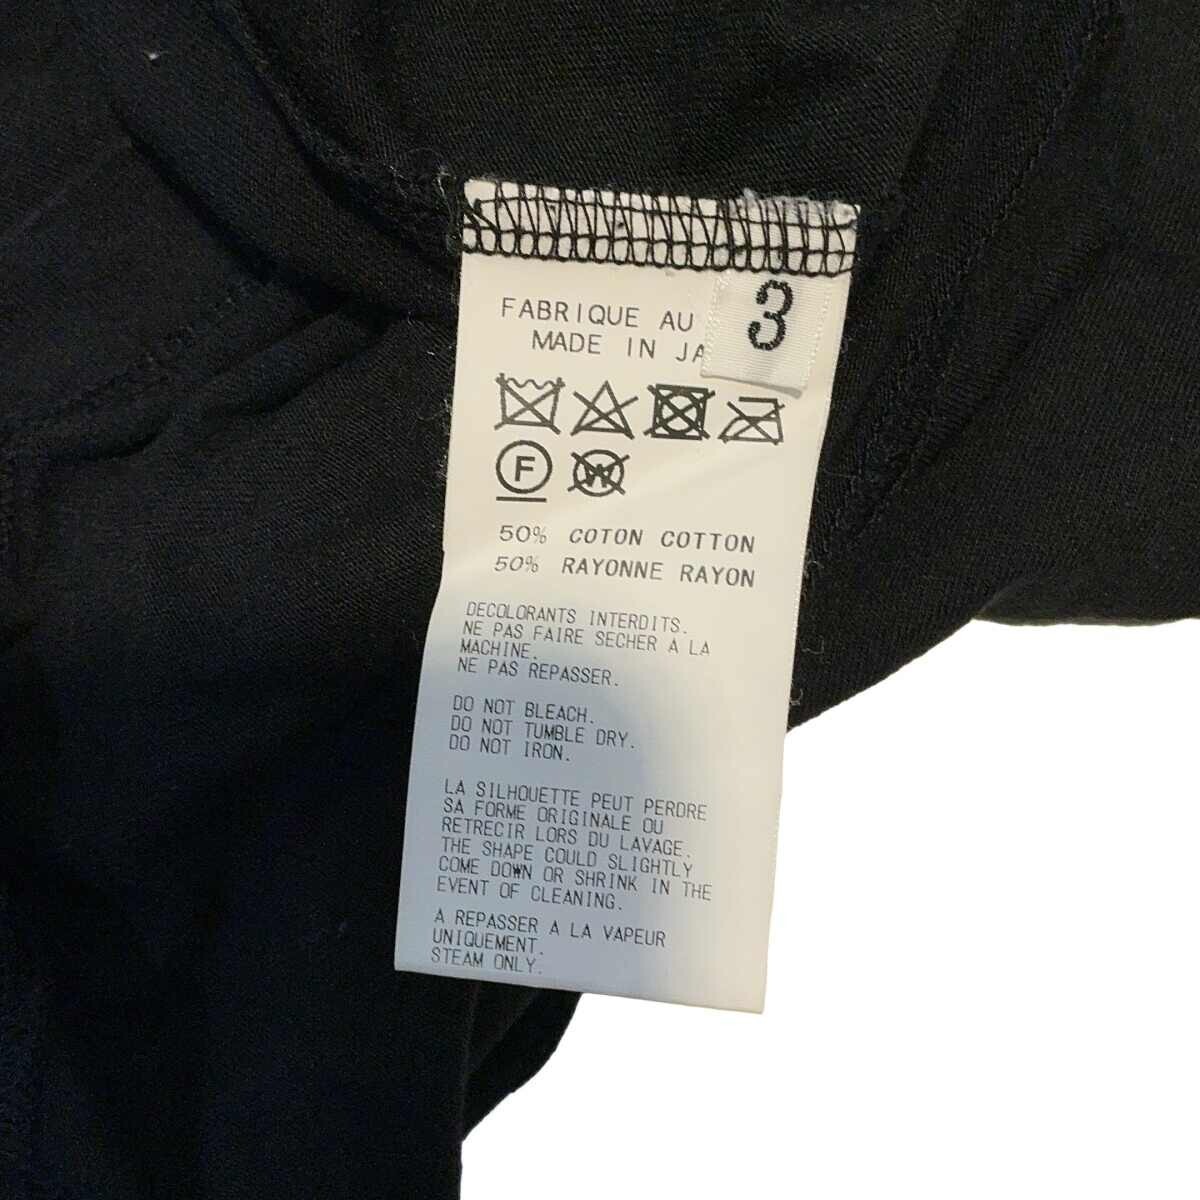 FABRIQUE AU
3
MADE IN
F
W
50% COTON COTTON
50% RAYONNE RAYON
DECOLORANTS INTERDITS.
NE PAS FAIRE SECHER A LA
MACHINE.
NE PAS REPASSER.
DO NOT BLEACH.
DO NOT TUMBLE DRY.
DO NOT IRON.
LA SILHOUETTE PEUT PERDRE
SA FORME ORIGINALE OU
RETRECIR LORS DU LAVAGE.
THE SHAPE COULD SLIGHTLY
COME DOWN OR SHRINK IN THE
EVENT OF CLEANING.
A REPASSER A LA VAPEUR
UNIQUEMENT.
STEAM ONLY.